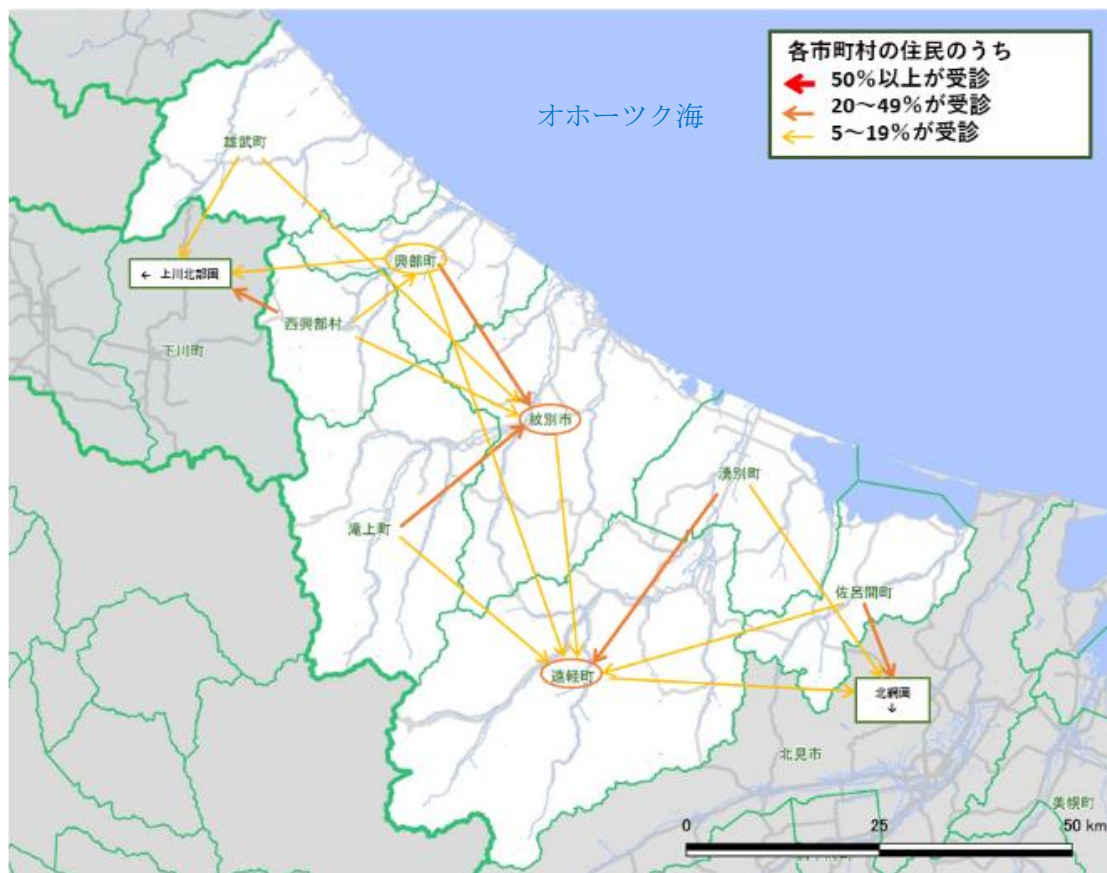 各市町村の住民のうち
50%以上が受診
20～49%が受診
5～19%が受診
オホーツク海
雄武町
興部町
← 上川北部圏
西興部村
下川町
紋別市
湧別町
滝上町
佐呂間町
遠軽町
北網圏
↓
北見市
美幌町
0 25 50 km